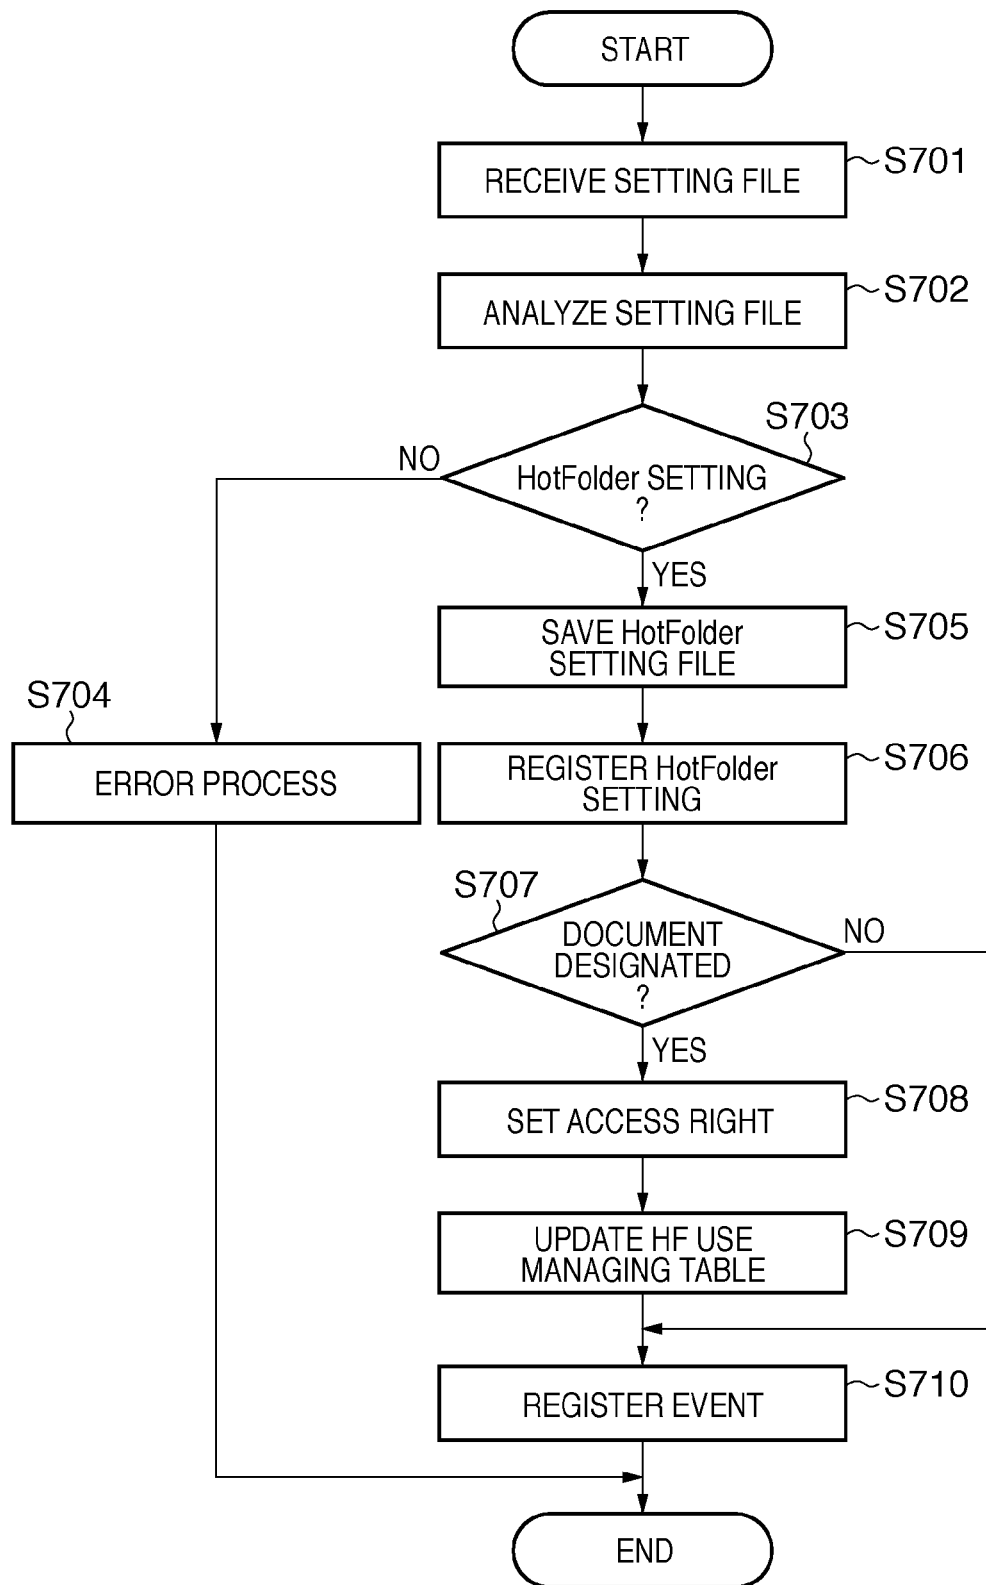 START
RECEIVE SETTING FILE
S701
ANALYZE SETTING FILE
S702
S703
NO
HotFolder SETTING
?
YES
SAVE HotFolder
SETTING FILE
S705
S704
ERROR PROCESS
REGISTER HotFolder
SETTING
S706
S707
DOCUMENT
DESIGNATED
?
NO
YES
SET ACCESS RIGHT
S708
UPDATE HF USE
MANAGING TABLE
S709
REGISTER EVENT
S710
END